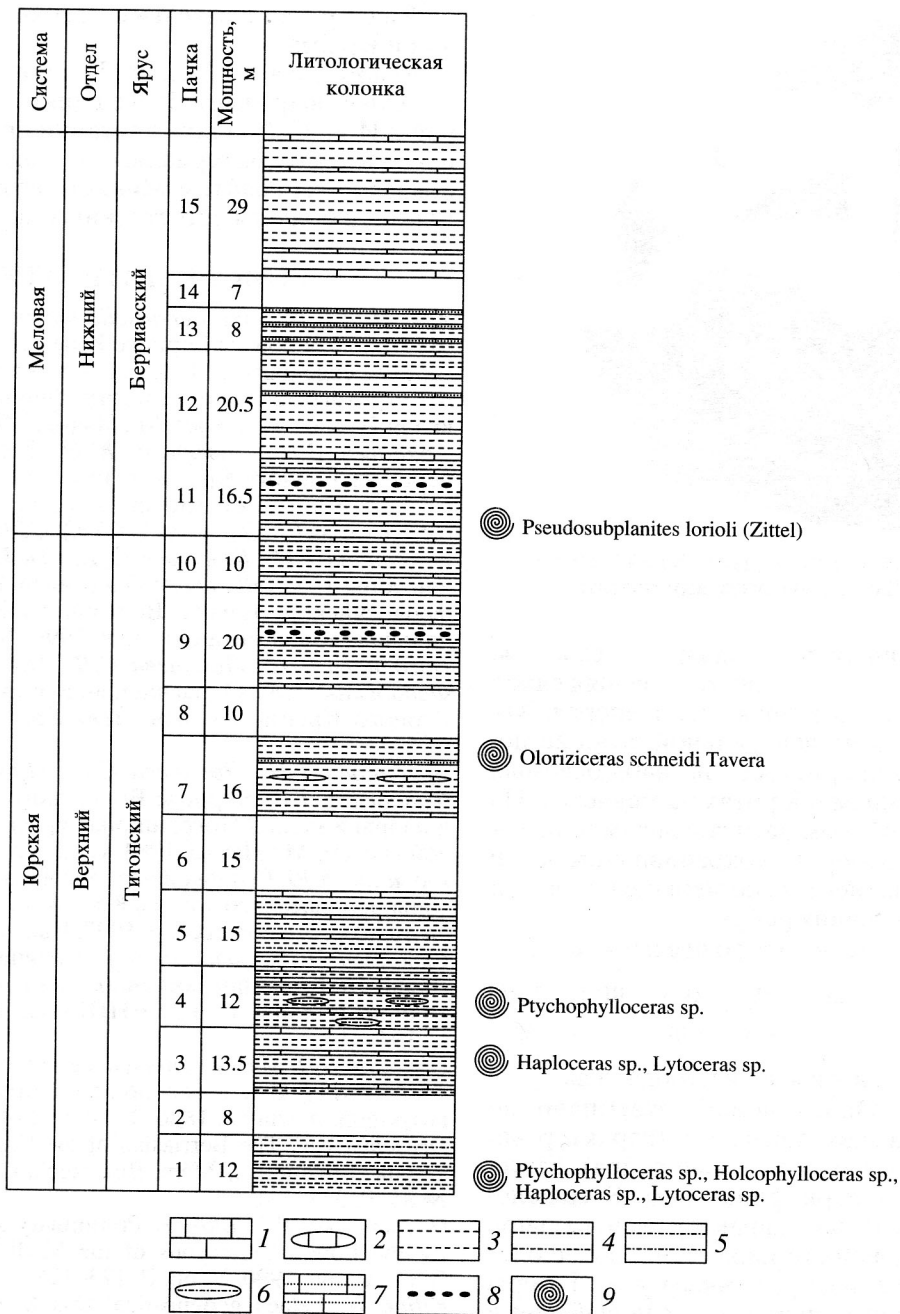 Система
Отдел
Ярус
Пачка
Мощность, м
Литологическая
колонка
Меловая
Нижний
Берриасский
15 29
14 7
13 8
12 20.5
11 16.5
Pseudosubplanites lorioli (Zittel)
Юрская
Верхний
Титонский
10 10
9 20
8 10
7 16
Oloriziceras schneidi Tavera
6 15
5 15
4 12
Ptychophylloceras sp.
3 13.5
Haploceras sp., Lytoceras sp.
2 8
1 12
Ptychophylloceras sp., Holcophylloceras sp.,
Haploceras sp., Lytoceras sp.
1 2 3 4 5
6 7 8 9